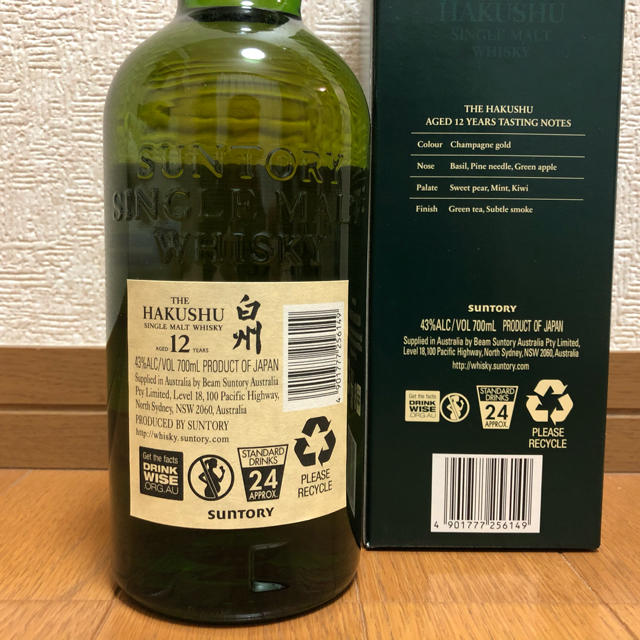 SUNTORY
SINGLE MALT
WHISKY
THE
HAKUSHU
SINGLE MALT WHISKY
白州
AGED 12 YEARS
43%ALC/VOL 700mL PRODUCT OF JAPAN
Supplied in Australia by Beam Suntory Australia
Pty Limited, Level 18, 100 Pacific Highway,
North Sydney, NSW 2060, Australia
PRODUCED BY SUNTORY
http://whisky.suntory.com
4 901777 256149
Get the facts
DRINK
WISE
.ORG.AU
STANDARD
DRINKS
24
APPROX.
PLEASE
RECYCLE
SUNTORY
HAKUSHU
SINGLE MALT
WHISKY
THE HAKUSHU
AGED 12 YEARS TASTING NOTES
Colour Champagne gold
Nose Basil, Pine needle, Green apple
Palate Sweet pear, Mint, Kiwi
Finish Green tea, Subtle smoke
SUNTORY
43%ALC/VOL 700mL PRODUCT OF JAPAN
Supplied in Australia by Beam Suntory Australia Pty Limited,
Level 18,100 Pacific Highway, North Sydney, NSW 2060, Australia
http://whisky.suntory.com
Get the facts
DRINK
WISE
.ORG.AU
STANDARD
DRINKS
24
APPROX.
PLEASE
RECYCLE
4 901777 256149